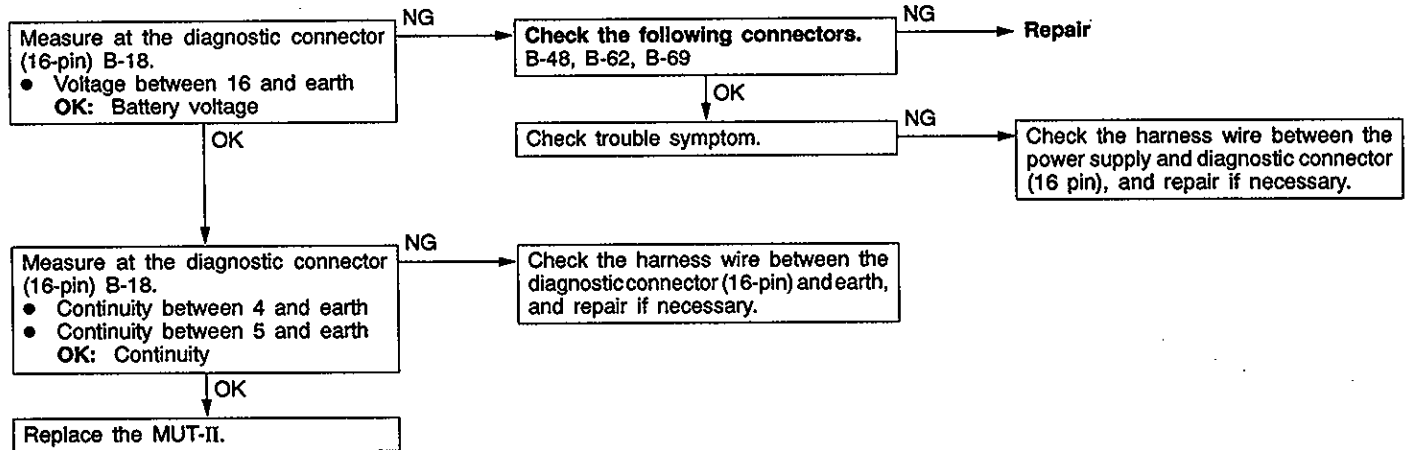 NG
NG
Measure at the diagnostic connector
(16-pin) B-18.
● Voltage between 16 and earth
OK: Battery voltage
Check the following connectors.
B-48, B-62, B-69
Repair
OK
OK
NG
Check trouble symptom.
Check the harness wire between the
power supply and diagnostic connector
(16 pin), and repair if necessary.
NG
Measure at the diagnostic connector
(16-pin) B-18.
● Continuity between 4 and earth
● Continuity between 5 and earth
OK: Continuity
Check the harness wire between the
diagnostic connector (16-pin) and earth,
and repair if necessary.
OK
Replace the MUT-II.